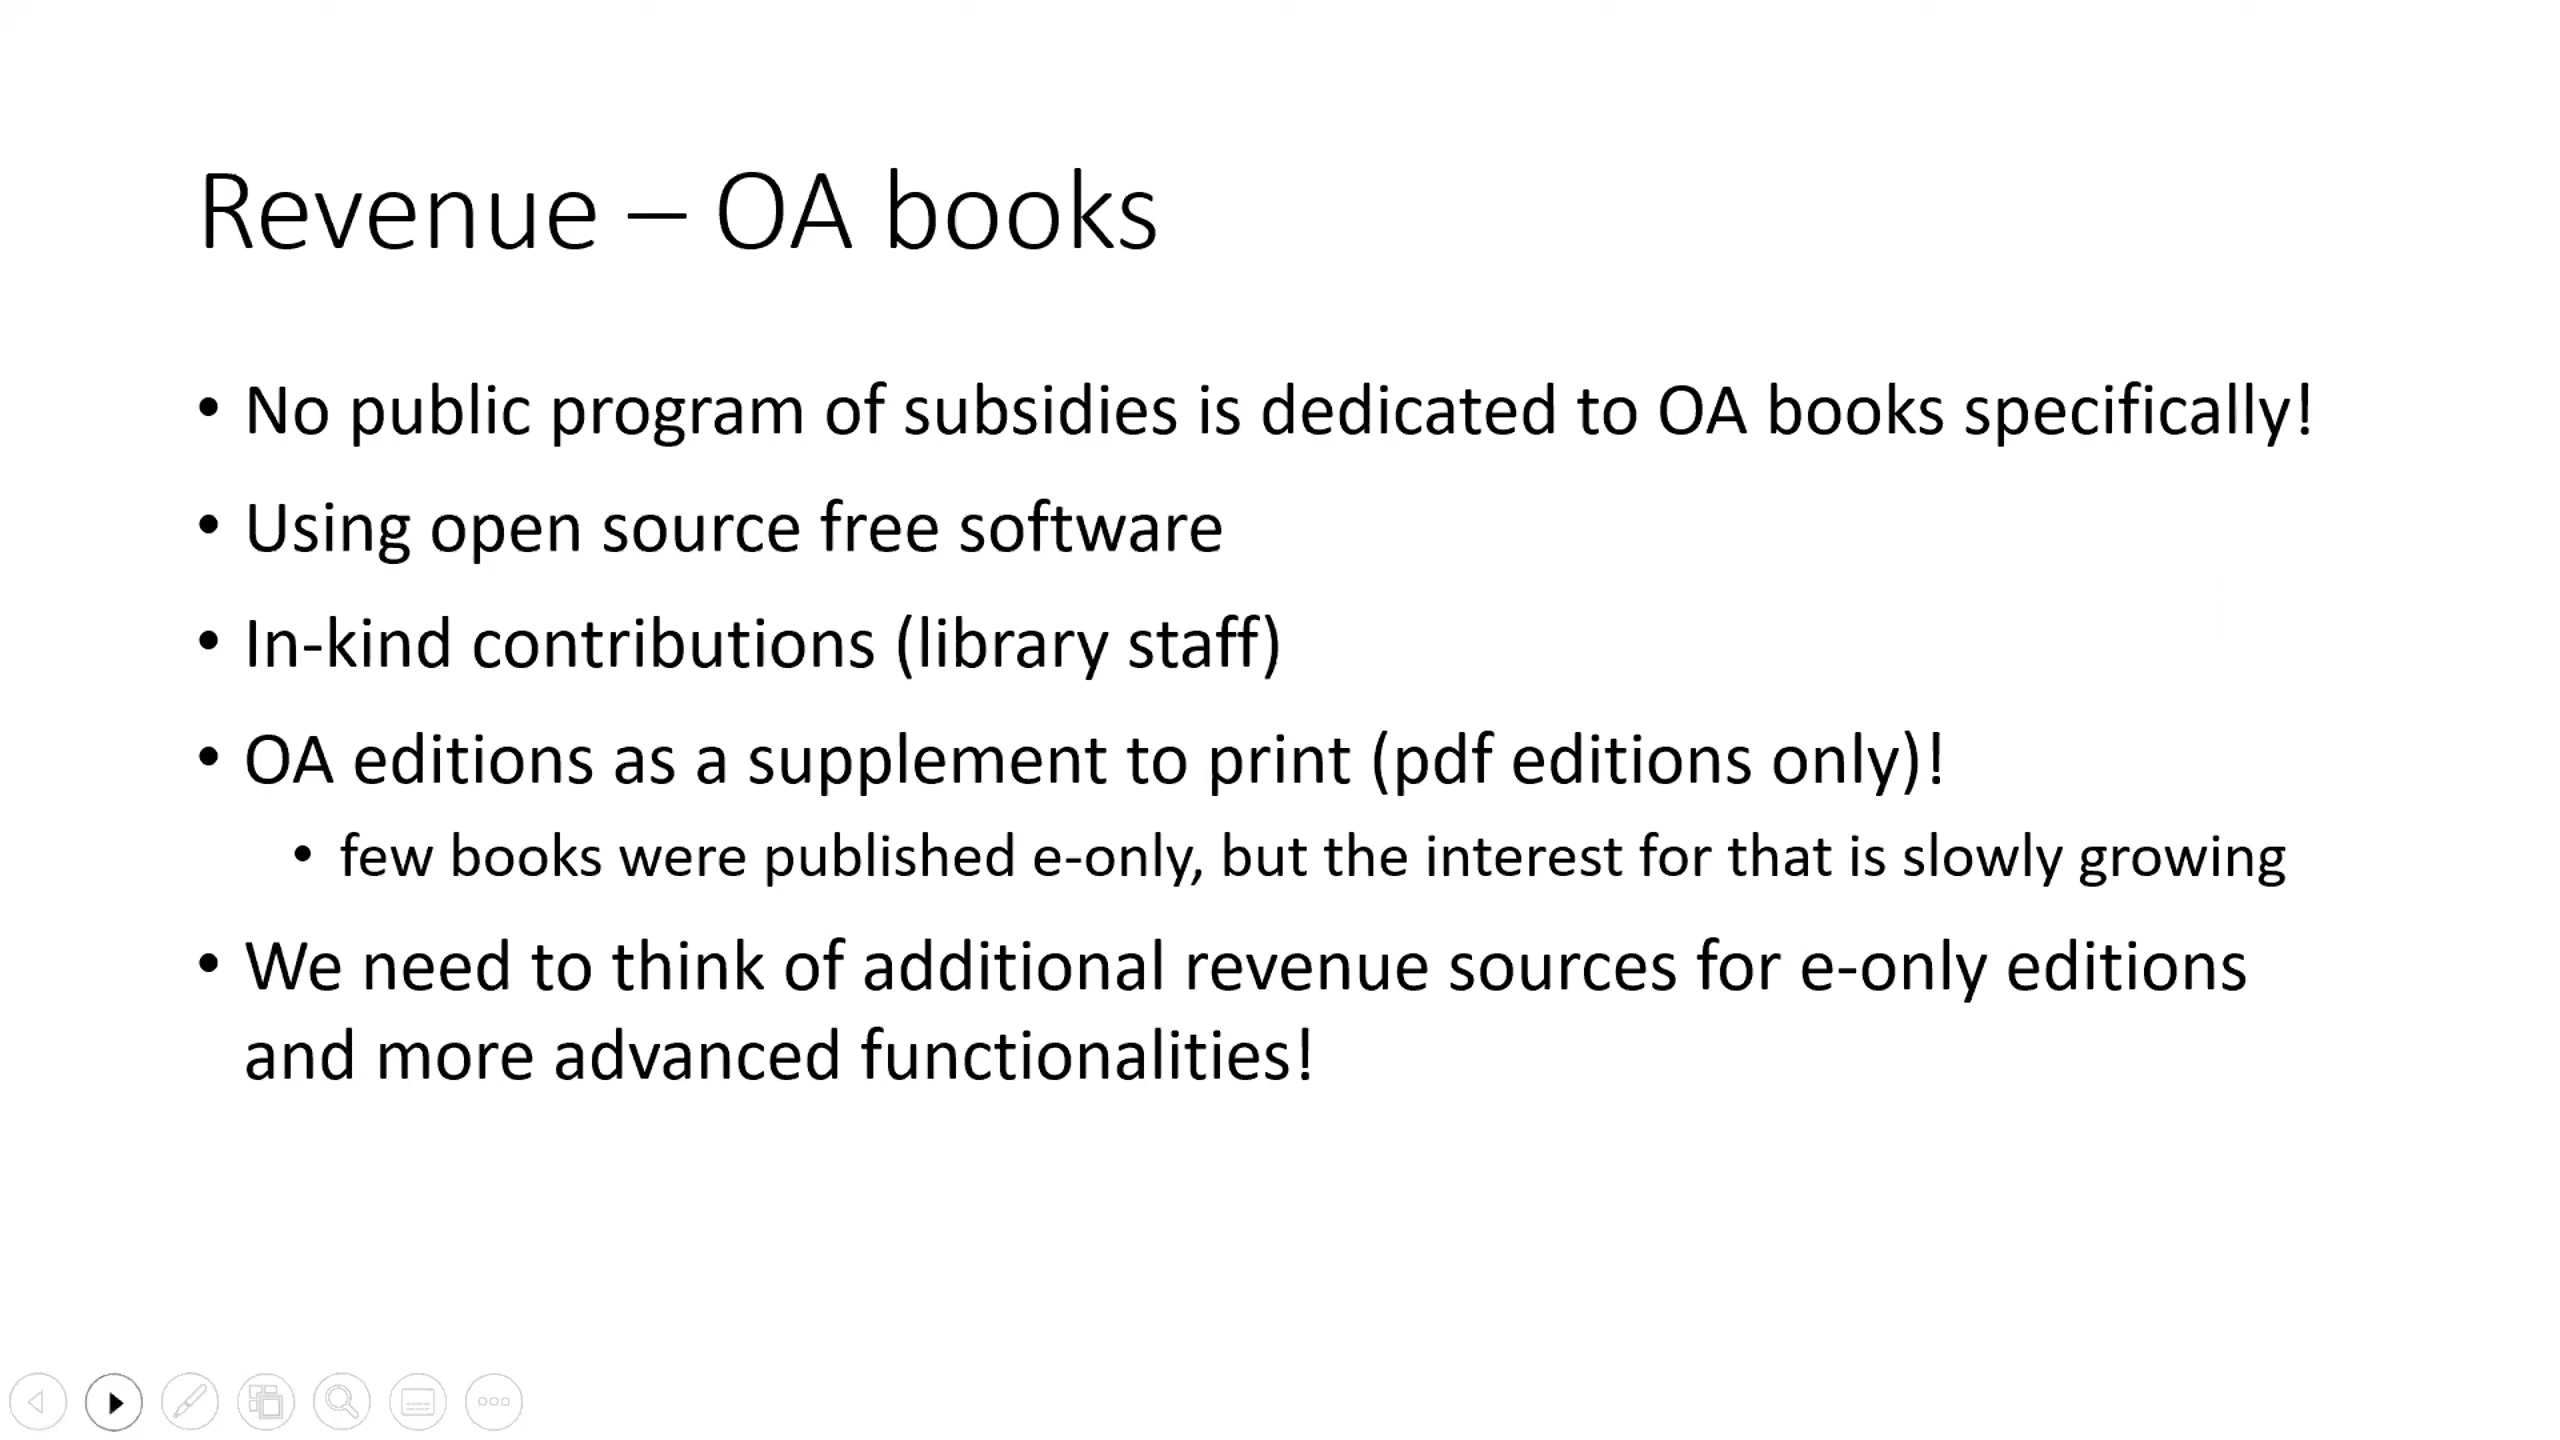 Revenue – OA books
• No public program of subsidies is dedicated to OA books specifically!
• Using open source free software
• In-kind contributions (library staff)
• OA editions as a supplement to print (pdf editions only)!
• few books were published e-only, but the interest for that is slowly growing
• We need to think of additional revenue sources for e-only editions
and more advanced functionalities!